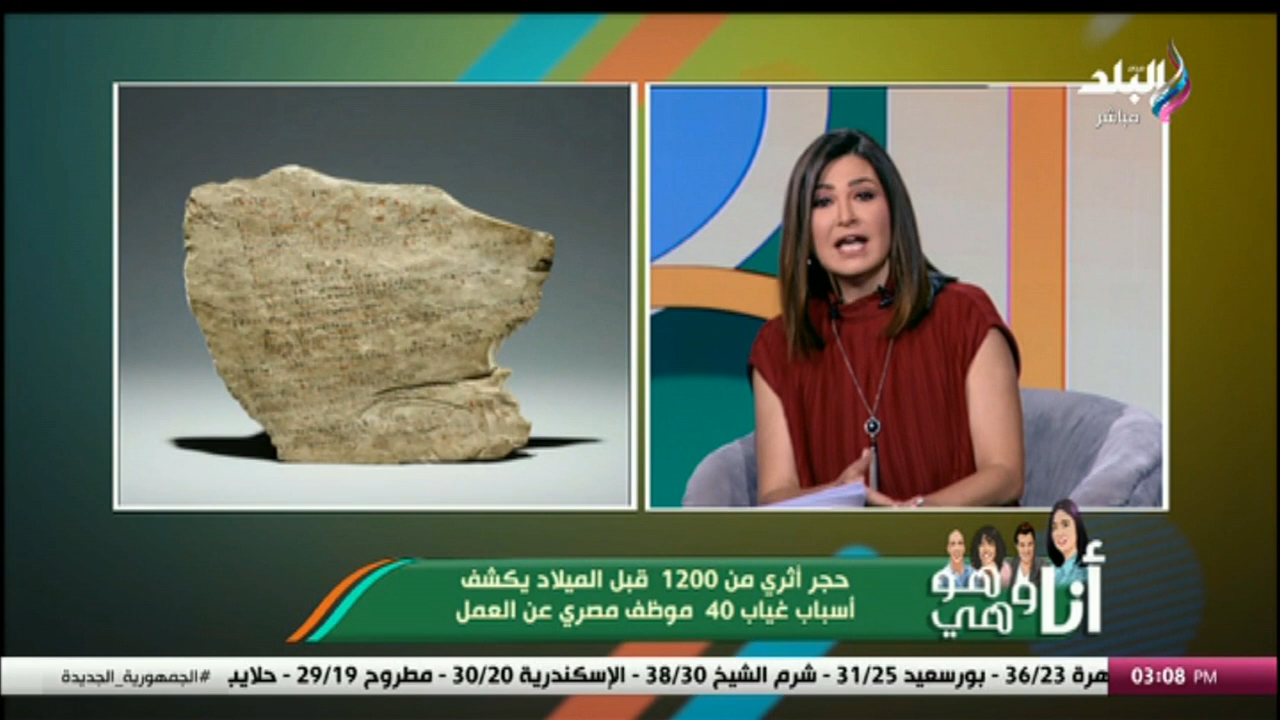 البلد
مباشر
حجر أثري من 1200 قبل الميلاد يكشف
أسباب غياب 40 موظف مصري عن العمل
أنا وهو وهي
هرة 36/23 - بورسعيد 31/25 - شرم الشيخ 38/30 - الإسكندرية 30/20 - مطروح 29/19 - حلايب
#الجمهورية_الجديدة
03:08 PM